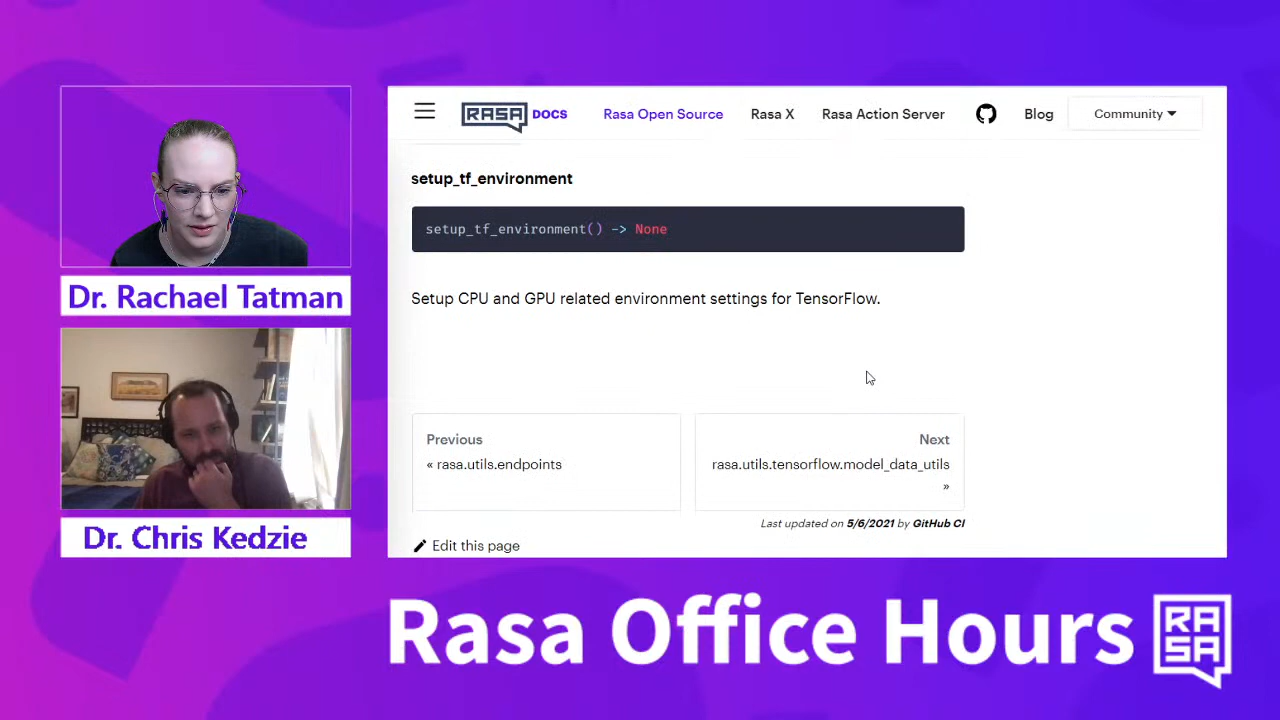 Dr. Rachael Tatman
Dr. Chris Kedzie
RASA DOCS Rasa Open Source Rasa X Rasa Action Server Blog Community
setup_tf_environment
setup_tf_environment() -> None
Setup CPU and GPU related environment settings for TensorFlow.
Previous
« rasa.utils.endpoints
Next
rasa.utils.tensorflow.model_data_utils
»
Last updated on 5/6/2021 by GitHub CI
Edit this page
Rasa Office Hours
RA
SA